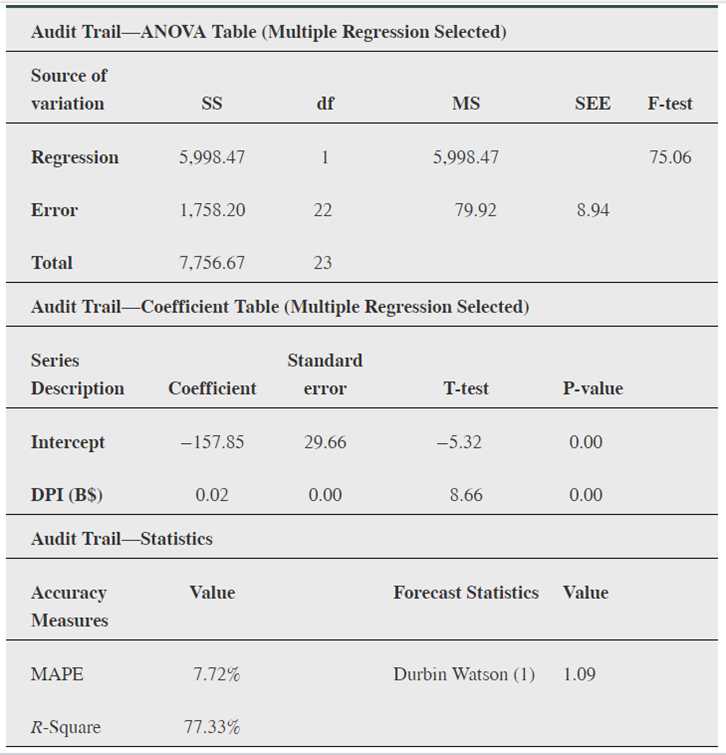 Audit Trail—ANOVA Table (Multiple Regression Selected)
Source of
variation SS df MS SEE F-test
Regression 5,998.47 1 5,998.47 75.06
Error 1,758.20 22 79.92 8.94
Total 7,756.67 23
Audit Trail—Coefficient Table (Multiple Regression Selected)
Series Standard
Description Coefficient error T-test P-value
Intercept −157.85 29.66 −5.32 0.00
DPI (B$) 0.02 0.00 8.66 0.00
Audit Trail—Statistics
Accuracy Value Forecast Statistics Value
Measures
MAPE 7.72% Durbin Watson (1) 1.09
R-Square 77.33%